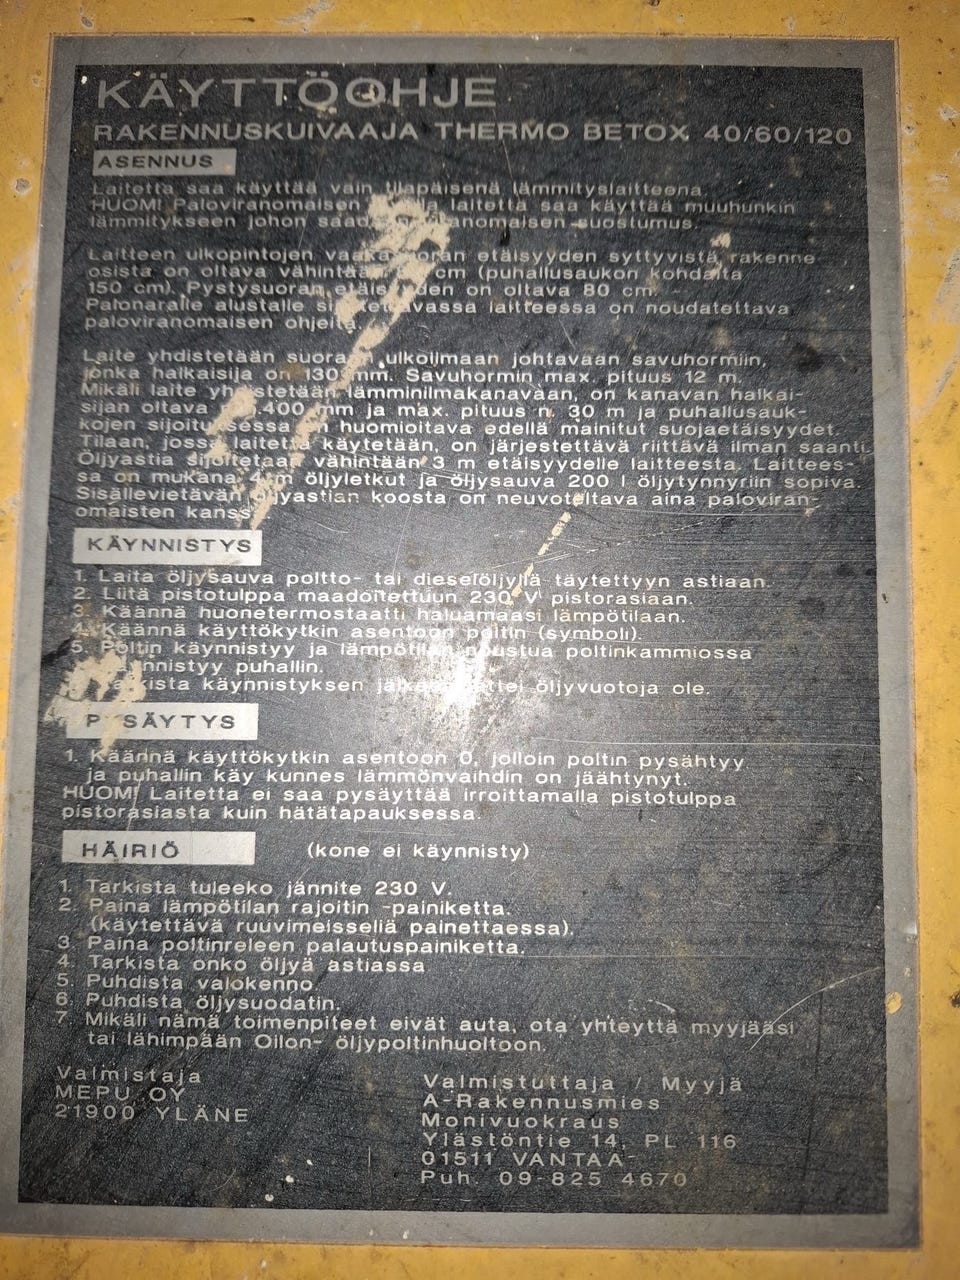 KÄYTTÖOHJE
RAKENNUSKUIVAAJA THERMO BETOX 40/60/120
ASENNUS
Laitetta saa käyttää vain tilapäisenä lämmityslaitteena
HUOM! Paloviranomaisen laitetta saa käyttää muuhunkin
lämmitykseen johon suostumus.
Laitteen ulkopintojen etäisyyden syttyvistä rakenne
osista on oltava vähintään cm (puhallusaukon kohdalta
150 cm). Pystysuoran on oltava 80 cm.
Palonaralle alustalle laitteessa on noudatettava
paloviranomaisen ohjeita.
Laite yhdistetään suoraan ulkoilmaan johtavaan savuhormiin,
jonka halkaisija on 130 mm. Savuhormin max. pituus 12 m.
Mikäli laite yhdistetään lämminilmakanavaan, on kanavan halkai-
sijan oltava 400 mm ja max. pituus n. 30 m ja puhallusauk-
kojen sijoituksessa on huomioitava edellä mainitut suojaetäisyydet.
Tilaan, jossa laitetta käytetään, on järjestettävä riittävä ilman saanti.
Öljyastia sijoitetaan vähintään 3 m etäisyydelle laitteesta. Laittees-
sa on mukana 4 m öljyletkut ja öljysauva 200 l öljytynnyriin sopiva.
Sisällevietävän öljyastian koosta on neuvoteltava aina paloviran-
omaisten kanssa
KÄYNNISTYS
1. Laita öljysauva poltto- tai dieselöljyllä täytettyyn astiaan.
2. Liitä pistotulppa maadoitettuun 230 V pistorasiaan.
3. Käännä huonetermostaatti haluamaasi lämpötilaan.
4. Käännä käyttökytkin asentoon poltin (symboli).
5. Poltin käynnistyy ja lämpötilan noustua poltinkammiossa
käynnistyy puhallin.
Tarkista käynnistyksen jälkeen, ettei öljyvuotoja ole.
PYSÄYTYS
1. Käännä käyttökytkin asentoon 0, jolloin poltin pysähtyy
ja puhallin käy kunnes lämmönvaihdin on jäähtynyt.
HUOM! Laitetta ei saa pysäyttää irroittamalla pistotulppa
pistorasiasta kuin hätätapauksessa.
HÄIRIÖ (kone ei käynnisty)
1. Tarkista tuleeko jännite 230 V.
2. Paina lämpötilan rajoitin -painiketta.
(käytettävä ruuvimeisseliä painettaessa).
3. Paina poltinreleen palautuspainiketta.
4. Tarkista onko öljyä astiassa
5. Puhdista valokenno.
6. Puhdista öljysuodatin.
7 Mikäli nämä toimenpiteet eivät auta, ota yhteyttä myyjääsi
tai lähimpään Oilon- öljypoltinhuoltoon.
Valmistaja
MEPU OY
21900 YLÄNE
Valmistuttaja / Myyjä
A-Rakennusmies
Monivuokraus
Ylästöntie 14, PL 116
01511 VANTAA
Puh. 09-825 4670